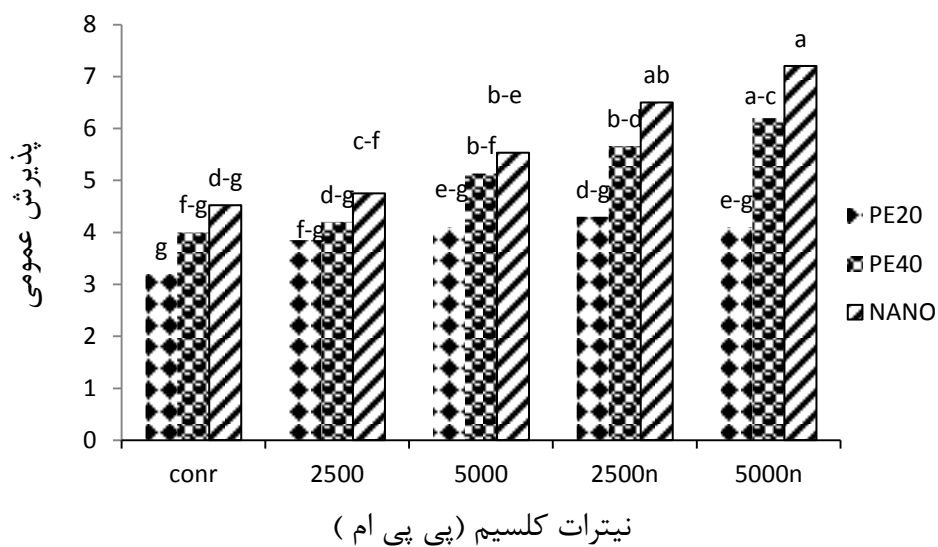 پذیرش عمومی
8
7
6
5
4
3
2
1
0
g
f-g
d-g
f-g
d-g
c-f
e-g
b-f
b-e
d-g
b-d
ab
e-g
a-c
a
conr
2500
5000
2500n
5000n
نیترات کلسیم (پی پی ام )
PE20
PE40
NANO